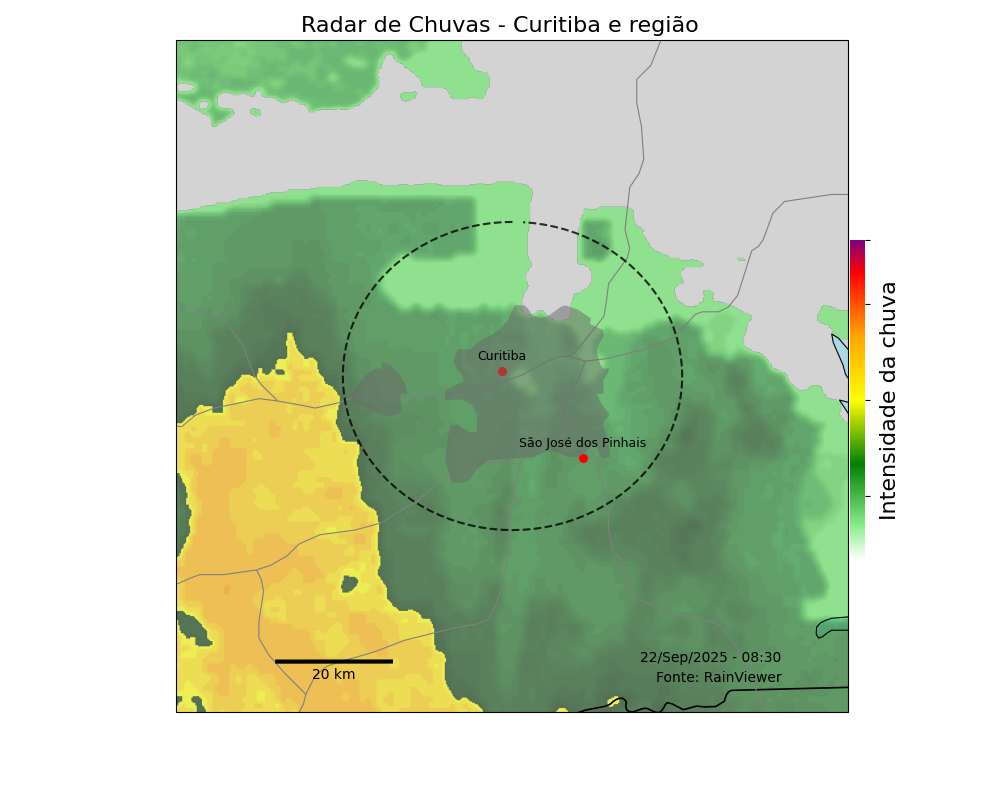 Radar de Chuvas - Curitiba e região
Curitiba
São José dos Pinhais
Intensidade da chuva
22/Sep/2025 - 08:30
Fonte: RainViewer
20 km